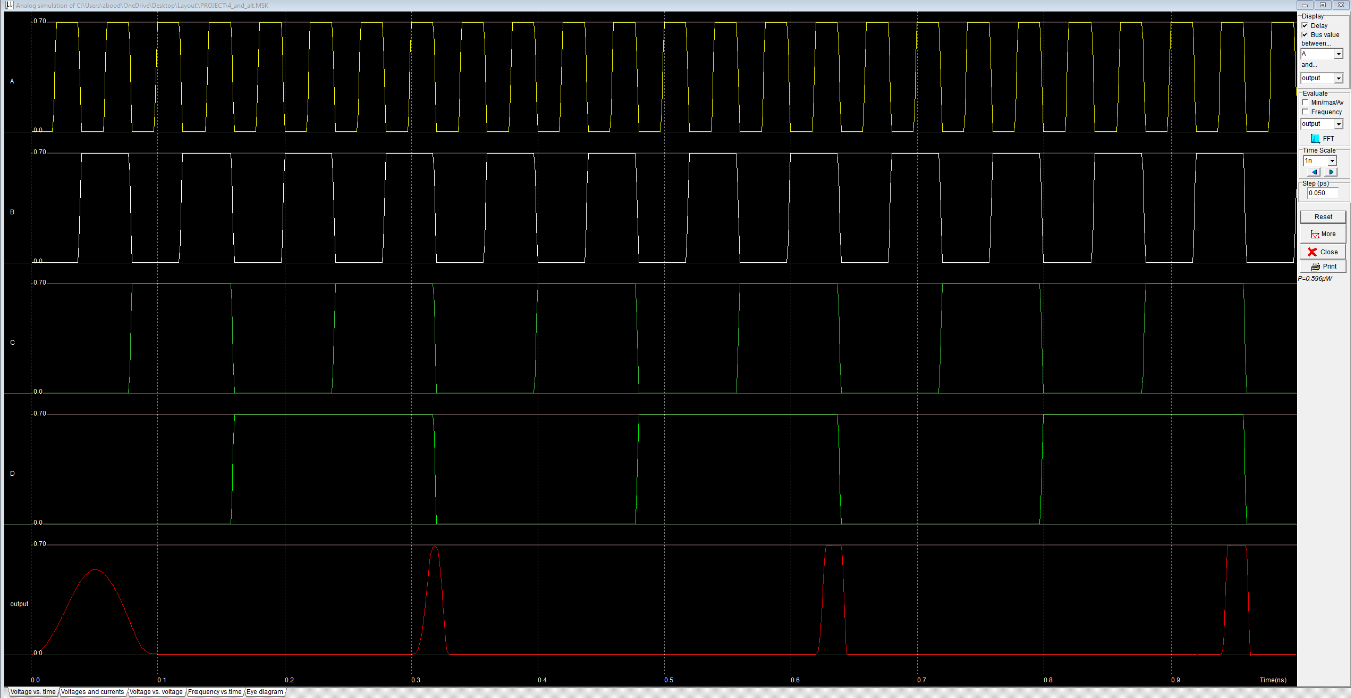 Analog simulation of C:\Users\abood\OneDrive\Desktop\Layout\PROJECT\4_and_alt.MSK
0.70
A
0.0
0.70
B
0.0
0.70
C
0.0
0.70
D
0.0
0.70
output
0.0
0.0 0.1 0.2 0.3 0.4 0.5 0.6 0.7 0.8 0.9 Time(ns)
Voltage vs. time Voltages and currents Voltage vs. voltage Frequency vs.time Eye diagram
Display
Delay
Bus value
between...
A
and...
output
Evaluate
Min/max/Av
Frequency
output
FFT
Time Scale
1n
Step (ps)
0.050
Reset
More
Close
Print
P=0.596µW